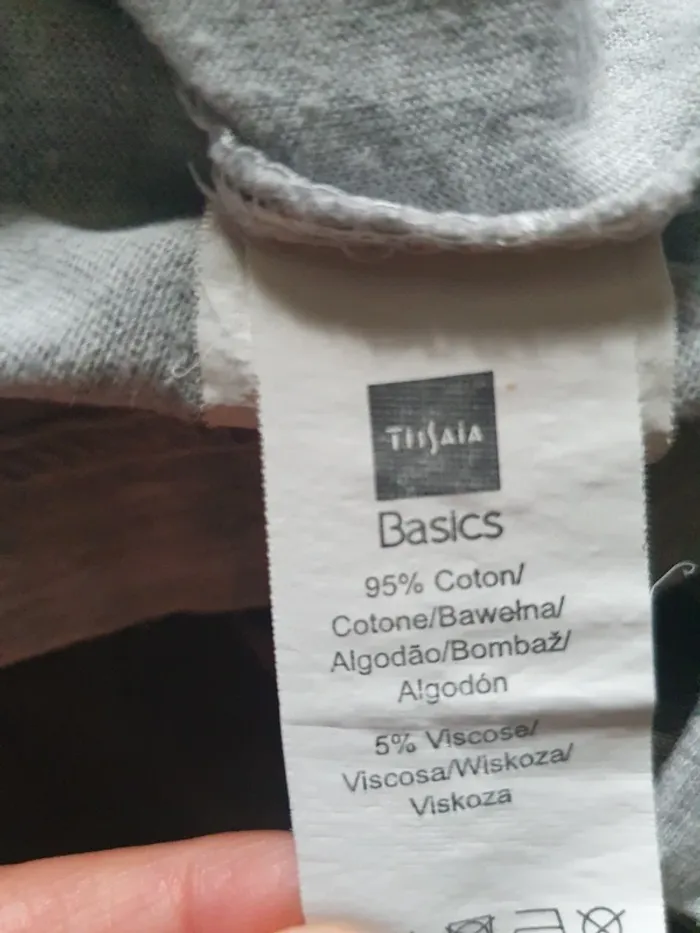 TISSAIA
Basics
95% Coton/
Cotone/Bawełna/
Algodão/Bombaž/
Algodón
5% Viscose/
Viscosa/Wiskoza/
Viskoza